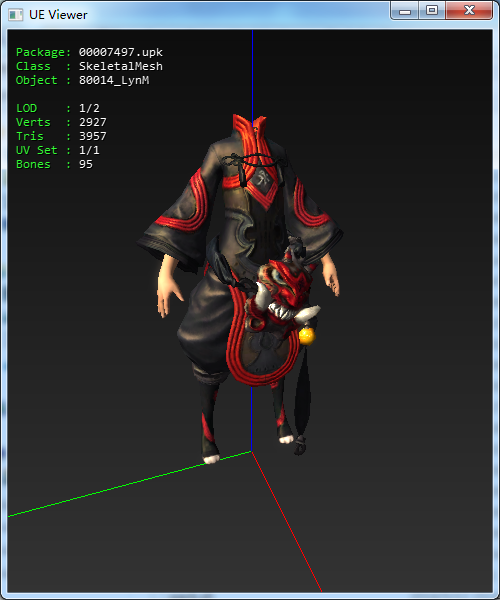 UE Viewer
Package: 00007497.upk
Class : SkeletalMesh
Object : 80014_LynM
LOD : 1/2
Verts : 2927
Tris : 3957
UV Set : 1/1
Bones : 95